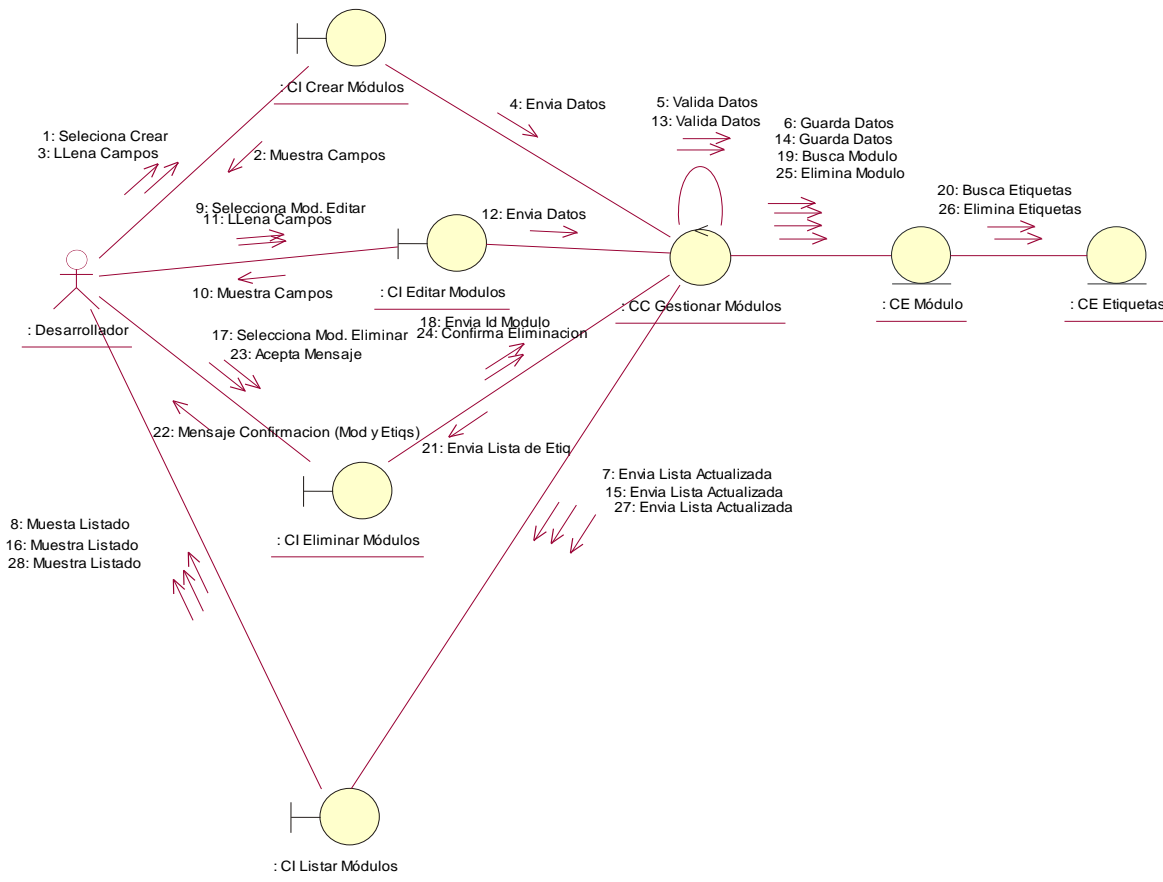 : CI Crear Módulos
1: Seleciona Crear
3: LLena Campos
2: Muestra Campos
4: Envia Datos
5: Valida Datos
13: Valida Datos
6: Guarda Datos
14: Guarda Datos
19: Busca Modulo
25: Elimina Modulo
20: Busca Etiquetas
26: Elimina Etiquetas
9: Selecciona Mod. Editar
11: LLena Campos
12: Envia Datos
10: Muestra Campos
: CI Editar Modulos
: CC Gestionar Módulos
: CE Módulo
: CE Etiquetas
: Desarrollador
17: Selecciona Mod. Eliminar
23: Acepta Mensaje
18: Envia Id Modulo
24: Confirma Eliminacion
22: Mensaje Confirmacion (Mod y Etiqs)
21: Envia Lista de Etiq
: CI Eliminar Módulos
7: Envia Lista Actualizada
15: Envia Lista Actualizada
27: Envia Lista Actualizada
8: Muesta Listado
16: Muestra Listado
28: Muestra Listado
: CI Listar Módulos